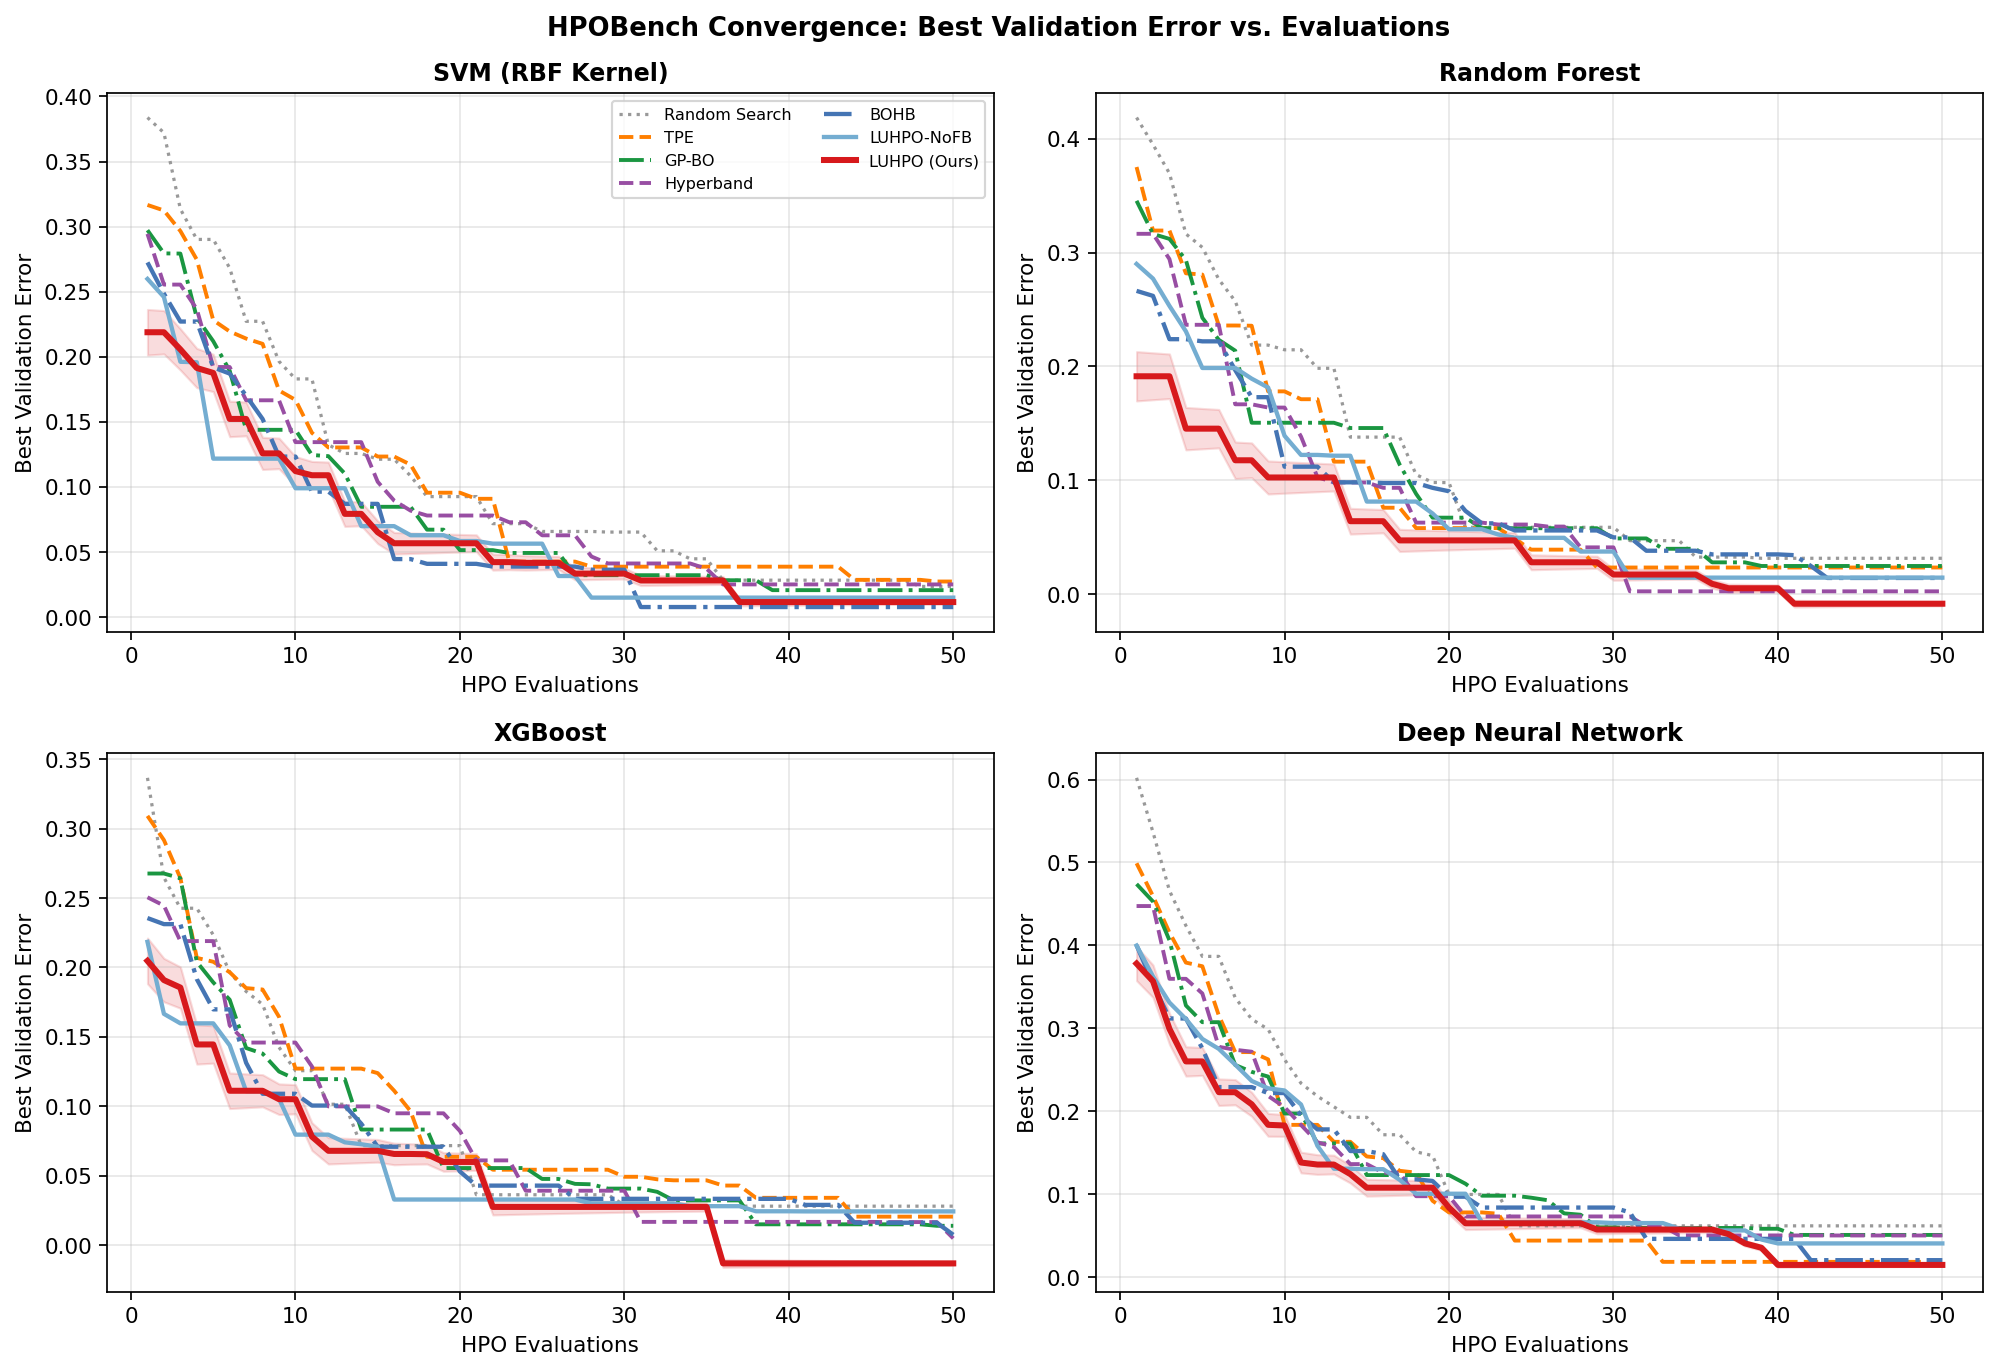 HPOBench Convergence: Best Validation Error vs. Evaluations
SVM (RBF Kernel)
0.40
0.35
0.30
0.25
0.20
0.15
0.10
0.05
0.00
Best Validation Error
Random Search
TPE
GP-BO
Hyperband
BOHB
LUHPO-NoFB
LUHPO (Ours)
0 10 20 30 40 50
HPO Evaluations
Random Forest
0.4
0.3
0.2
0.1
0.0
Best Validation Error
0 10 20 30 40 50
HPO Evaluations
XGBoost
0.35
0.30
0.25
0.20
0.15
0.10
0.05
0.00
Best Validation Error
0 10 20 30 40 50
HPO Evaluations
Deep Neural Network
0.6
0.5
0.4
0.3
0.2
0.1
0.0
Best Validation Error
0 10 20 30 40 50
HPO Evaluations